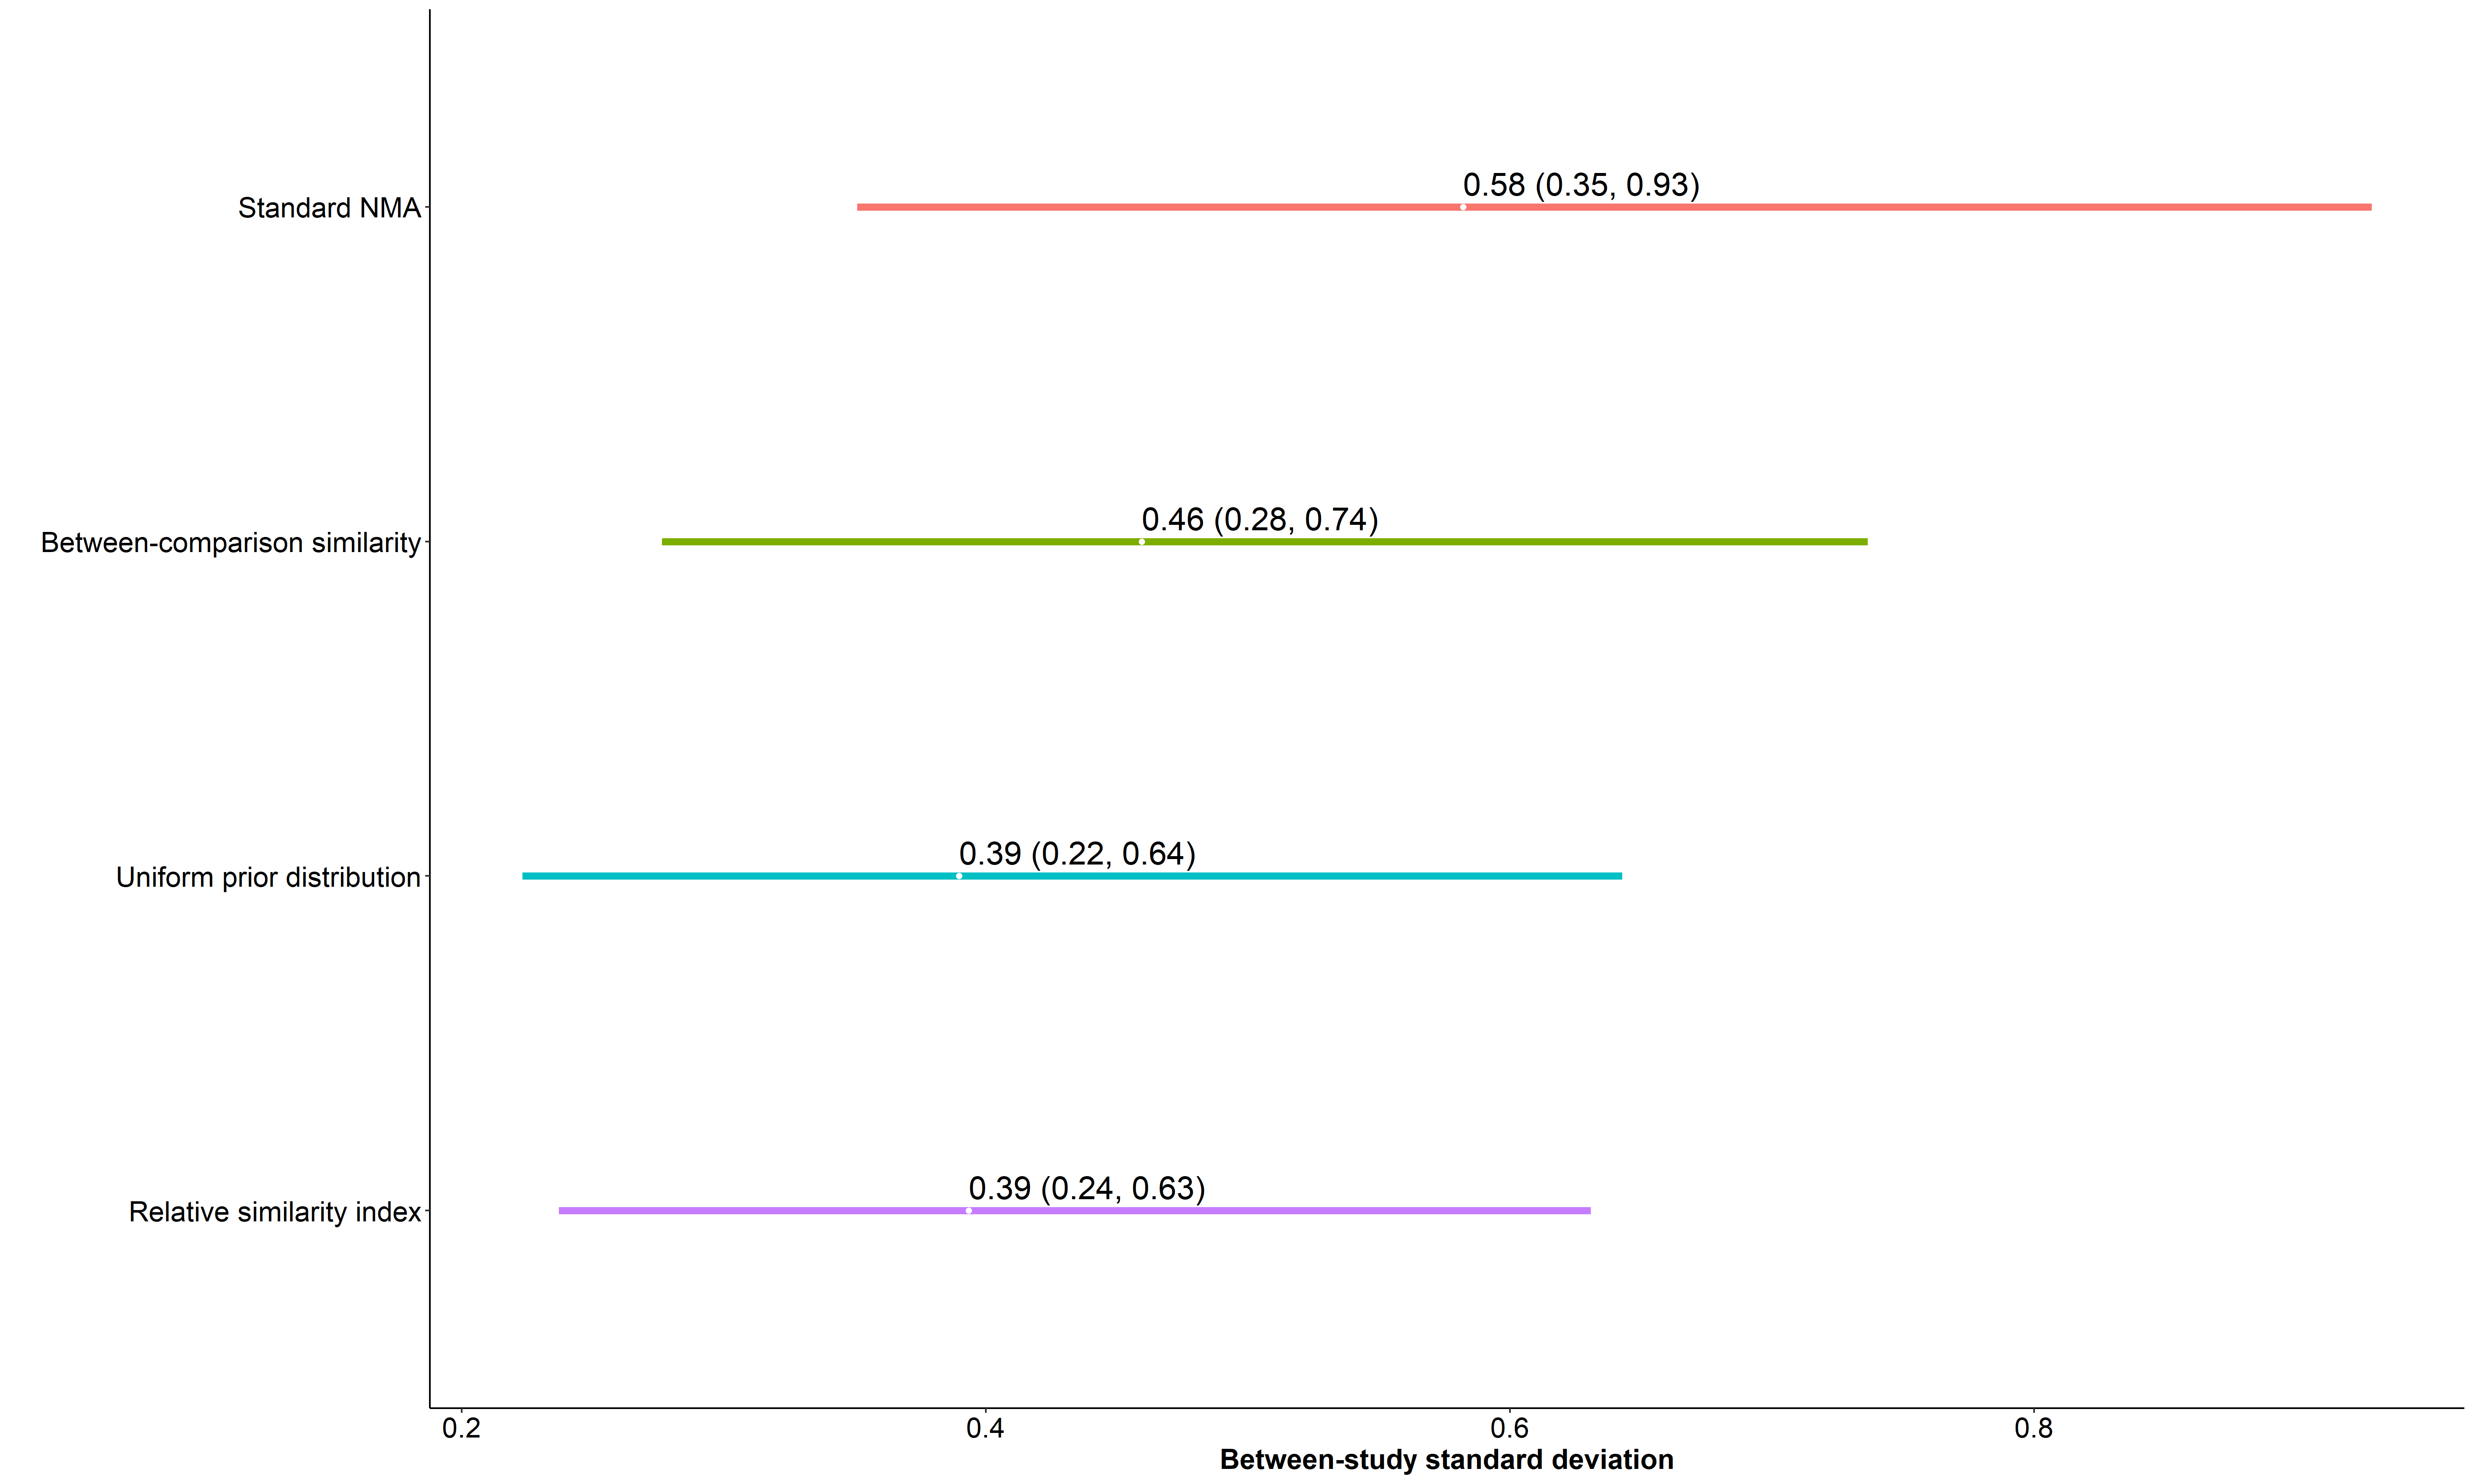 Standard NMA
0.58 (0.35, 0.93)
Between-comparison similarity
0.46 (0.28, 0.74)
Uniform prior distribution
0.39 (0.22, 0.64)
Relative similarity index
0.39 (0.24, 0.63)
0.2 0.4 0.6 0.8
Between-study standard deviation